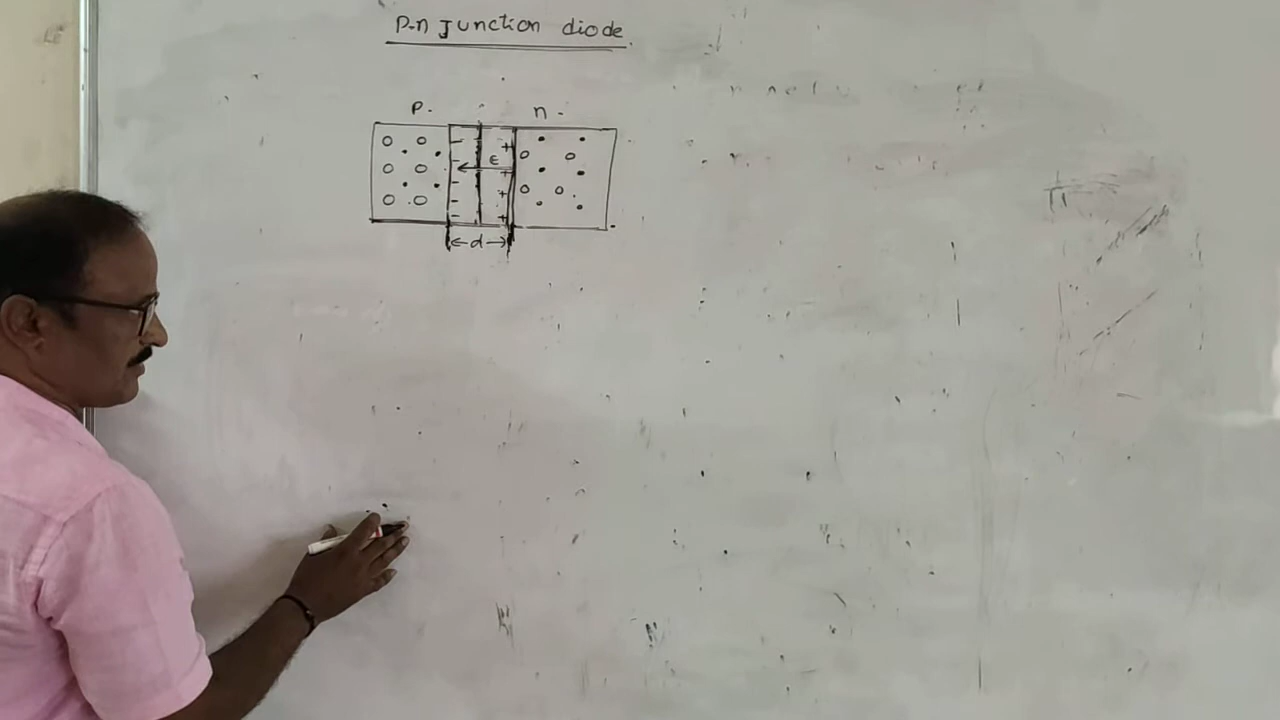 P-n Junction diode
P n
- +
- E +
- +
- +
d